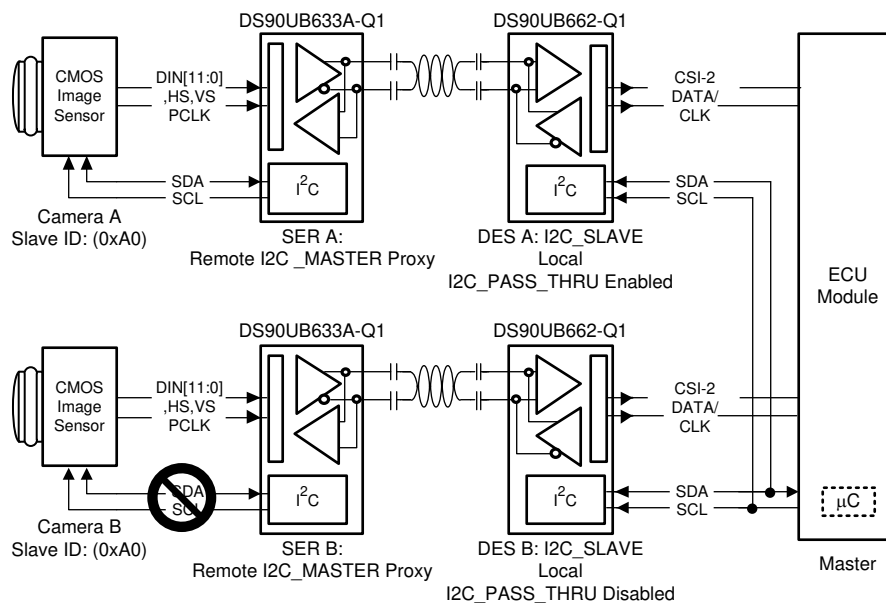 DS90UB633A-Q1
DS90UB662-Q1
CMOS
Image
Sensor
DIN[11:0]
,HS,VS
PCLK
CSI-2
DATA/
CLK
SDA
SCL
I2C
I2C
SDA
SCL
Camera A
Slave ID: (0xA0)
SER A:
Remote I2C _MASTER Proxy
DES A: I2C_SLAVE
Local
I2C_PASS_THRU Enabled
ECU
Module
DS90UB633A-Q1
DS90UB662-Q1
CMOS
Image
Sensor
DIN[11:0]
,HS,VS
PCLK
CSI-2
DATA/
CLK
SDA
SCL
I2C
I2C
SDA
SCL
μC
Camera B
Slave ID: (0xA0)
SER B:
Remote I2C_MASTER Proxy
DES B: I2C_SLAVE
Local
I2C_PASS_THRU Disabled
Master